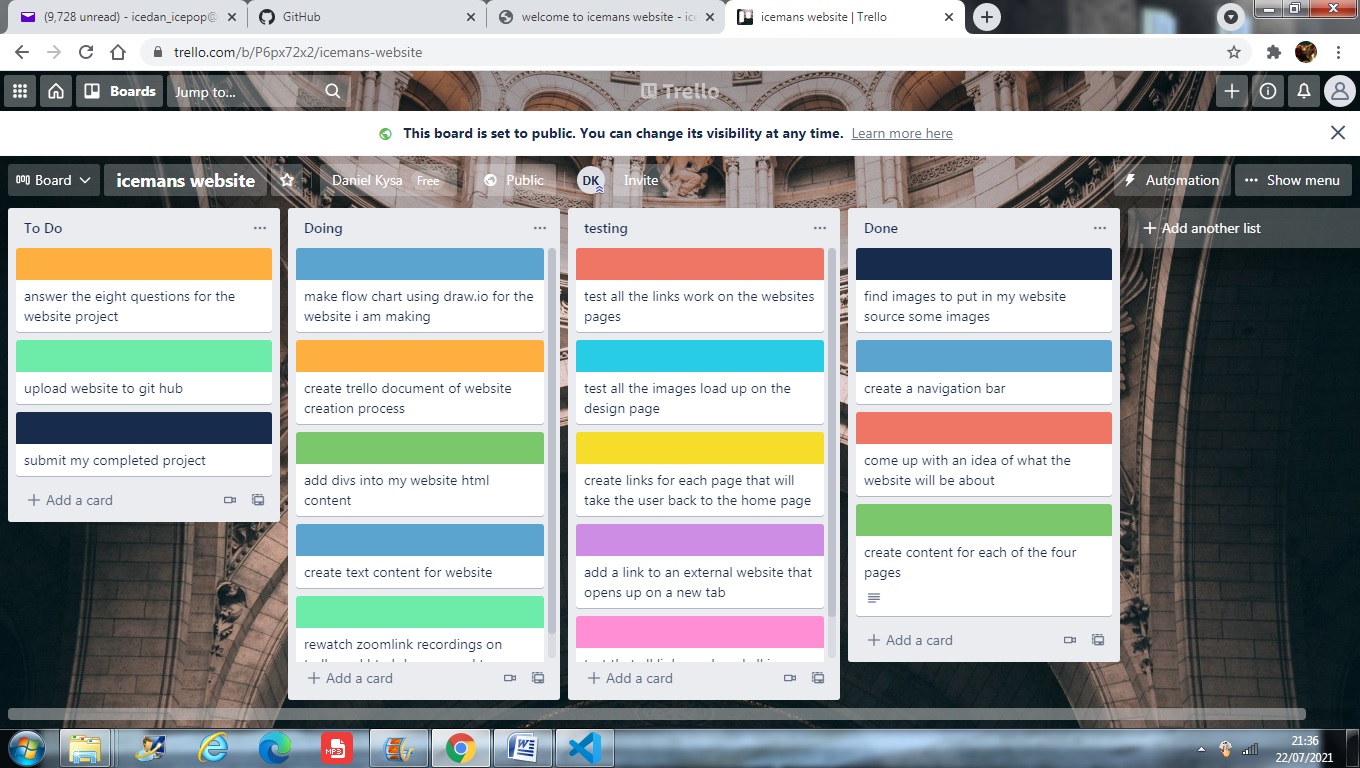 (9,728 unread) - icedan_icepop@
GitHub
welcome to icemans website - ic
icemans website | Trello
trello.com/b/P6px72x2/icemans-website
Boards
Jump to...
Trello
This board is set to public. You can change its visibility at any time. Learn more here
Board
icemans website
Daniel Kysa Free
Public
DK
Invite
Automation
Show menu
To Do
answer the eight questions for the
website project
upload website to git hub
submit my completed project
Add a card
Doing
make flow chart using draw.io for the
website i am making
create trello document of website
creation process
add divs into my website html
content
create text content for website
rewatch zoomlink recordings on
Add a card
testing
test all the links work on the websites
pages
test all the images load up on the
design page
create links for each page that will
take the user back to the home page
add a link to an external website that
opens up on a new tab
Add a card
Done
find images to put in my website
source some images
create a navigation bar
come up with an idea of what the
website will be about
create content for each of the four
pages
Add a card
Add another list
MP3
21:36
22/07/2021